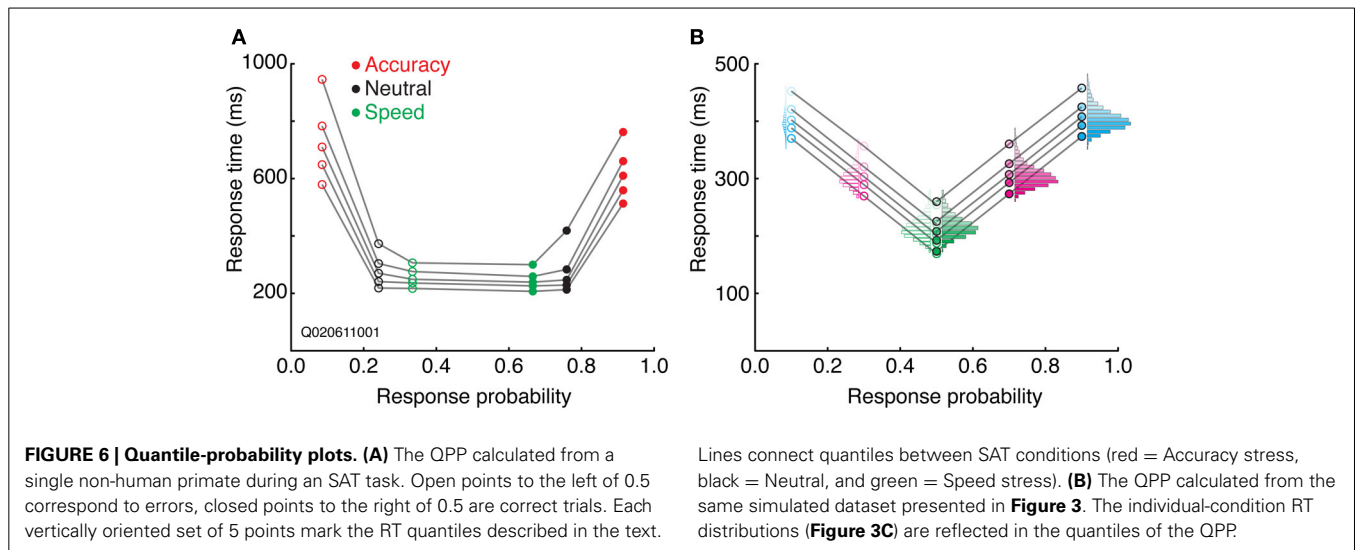 A
1000
600
200
Response time (ms)
Accuracy
Neutral
Speed
Q020611001
0.0 0.2 0.4 0.6 0.8 1.0
Response probability
B
500
300
100
Response time (ms)
0.0 0.2 0.4 0.6 0.8 1.0
Response probability
FIGURE 6 | Quantile-probability plots. (A) The QPP calculated from a
single non-human primate during an SAT task. Open points to the left of 0.5
correspond to errors, closed points to the right of 0.5 are correct trials. Each
vertically oriented set of 5 points mark the RT quantiles described in the text.
Lines connect quantiles between SAT conditions (red = Accuracy stress,
black = Neutral, and green = Speed stress). (B) The QPP calculated from the
same simulated dataset presented in Figure 3. The individual-condition RT
distributions (Figure 3C) are reflected in the quantiles of the QPP.